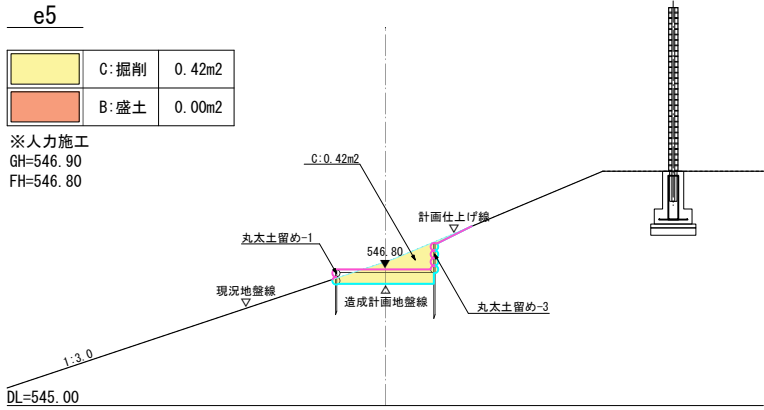 e5
C:掘削 0.42m2
B:盛土 0.00m2
※人力施工
GH=546.90
FH=546.80
C:0.42m2
計画仕上げ線
丸太土留め-1
546.80
現況地盤線
造成計画地盤線
丸太土留め-3
1:3.0
DL=545.00